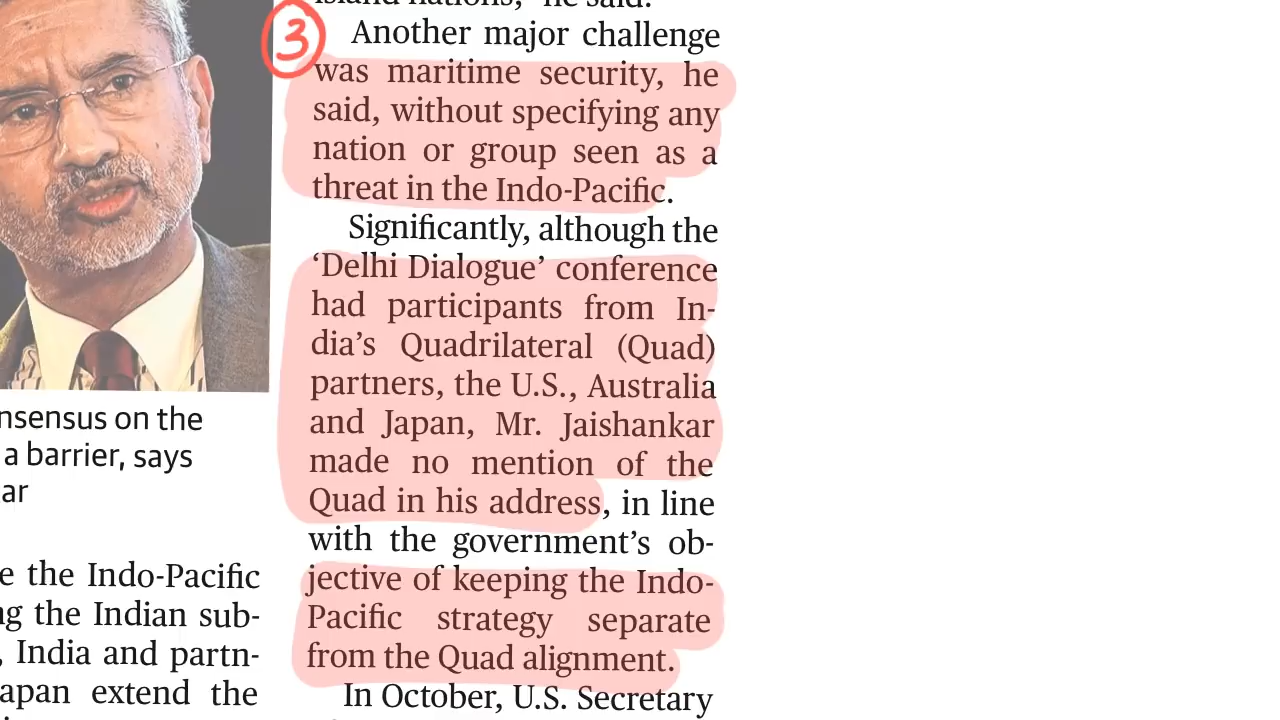 nsensus on the
a barrier, says
ar
e the Indo-Pacific
ng the Indian sub-
, India and partn-
apan extend the
island nations," he said.
3
Another major challenge
was maritime security, he
said, without specifying any
nation or group seen as a
threat in the Indo-Pacific.
Significantly, although the
‘Delhi Dialogue’ conference
had participants from In-
dia’s Quadrilateral (Quad)
partners, the U.S., Australia
and Japan, Mr. Jaishankar
made no mention of the
Quad in his address, in line
with the government’s ob-
jective of keeping the Indo-
Pacific strategy separate
from the Quad alignment.
In October, U.S. Secretary